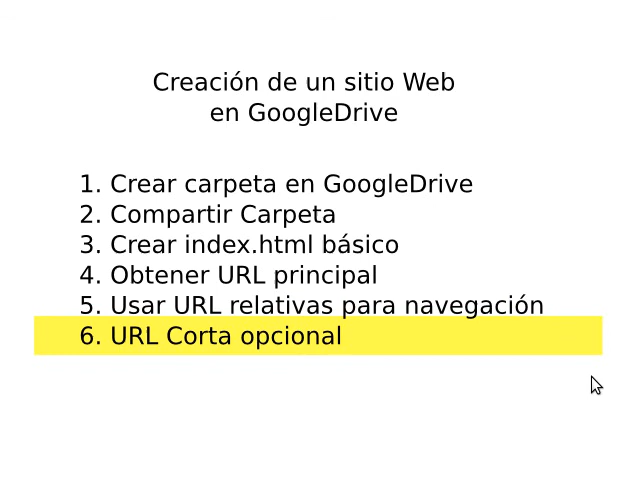 Creación de un sitio Web
en GoogleDrive
1. Crear carpeta en GoogleDrive
2. Compartir Carpeta
3. Crear index.html básico
4. Obtener URL principal
5. Usar URL relativas para navegación
6. URL Corta opcional